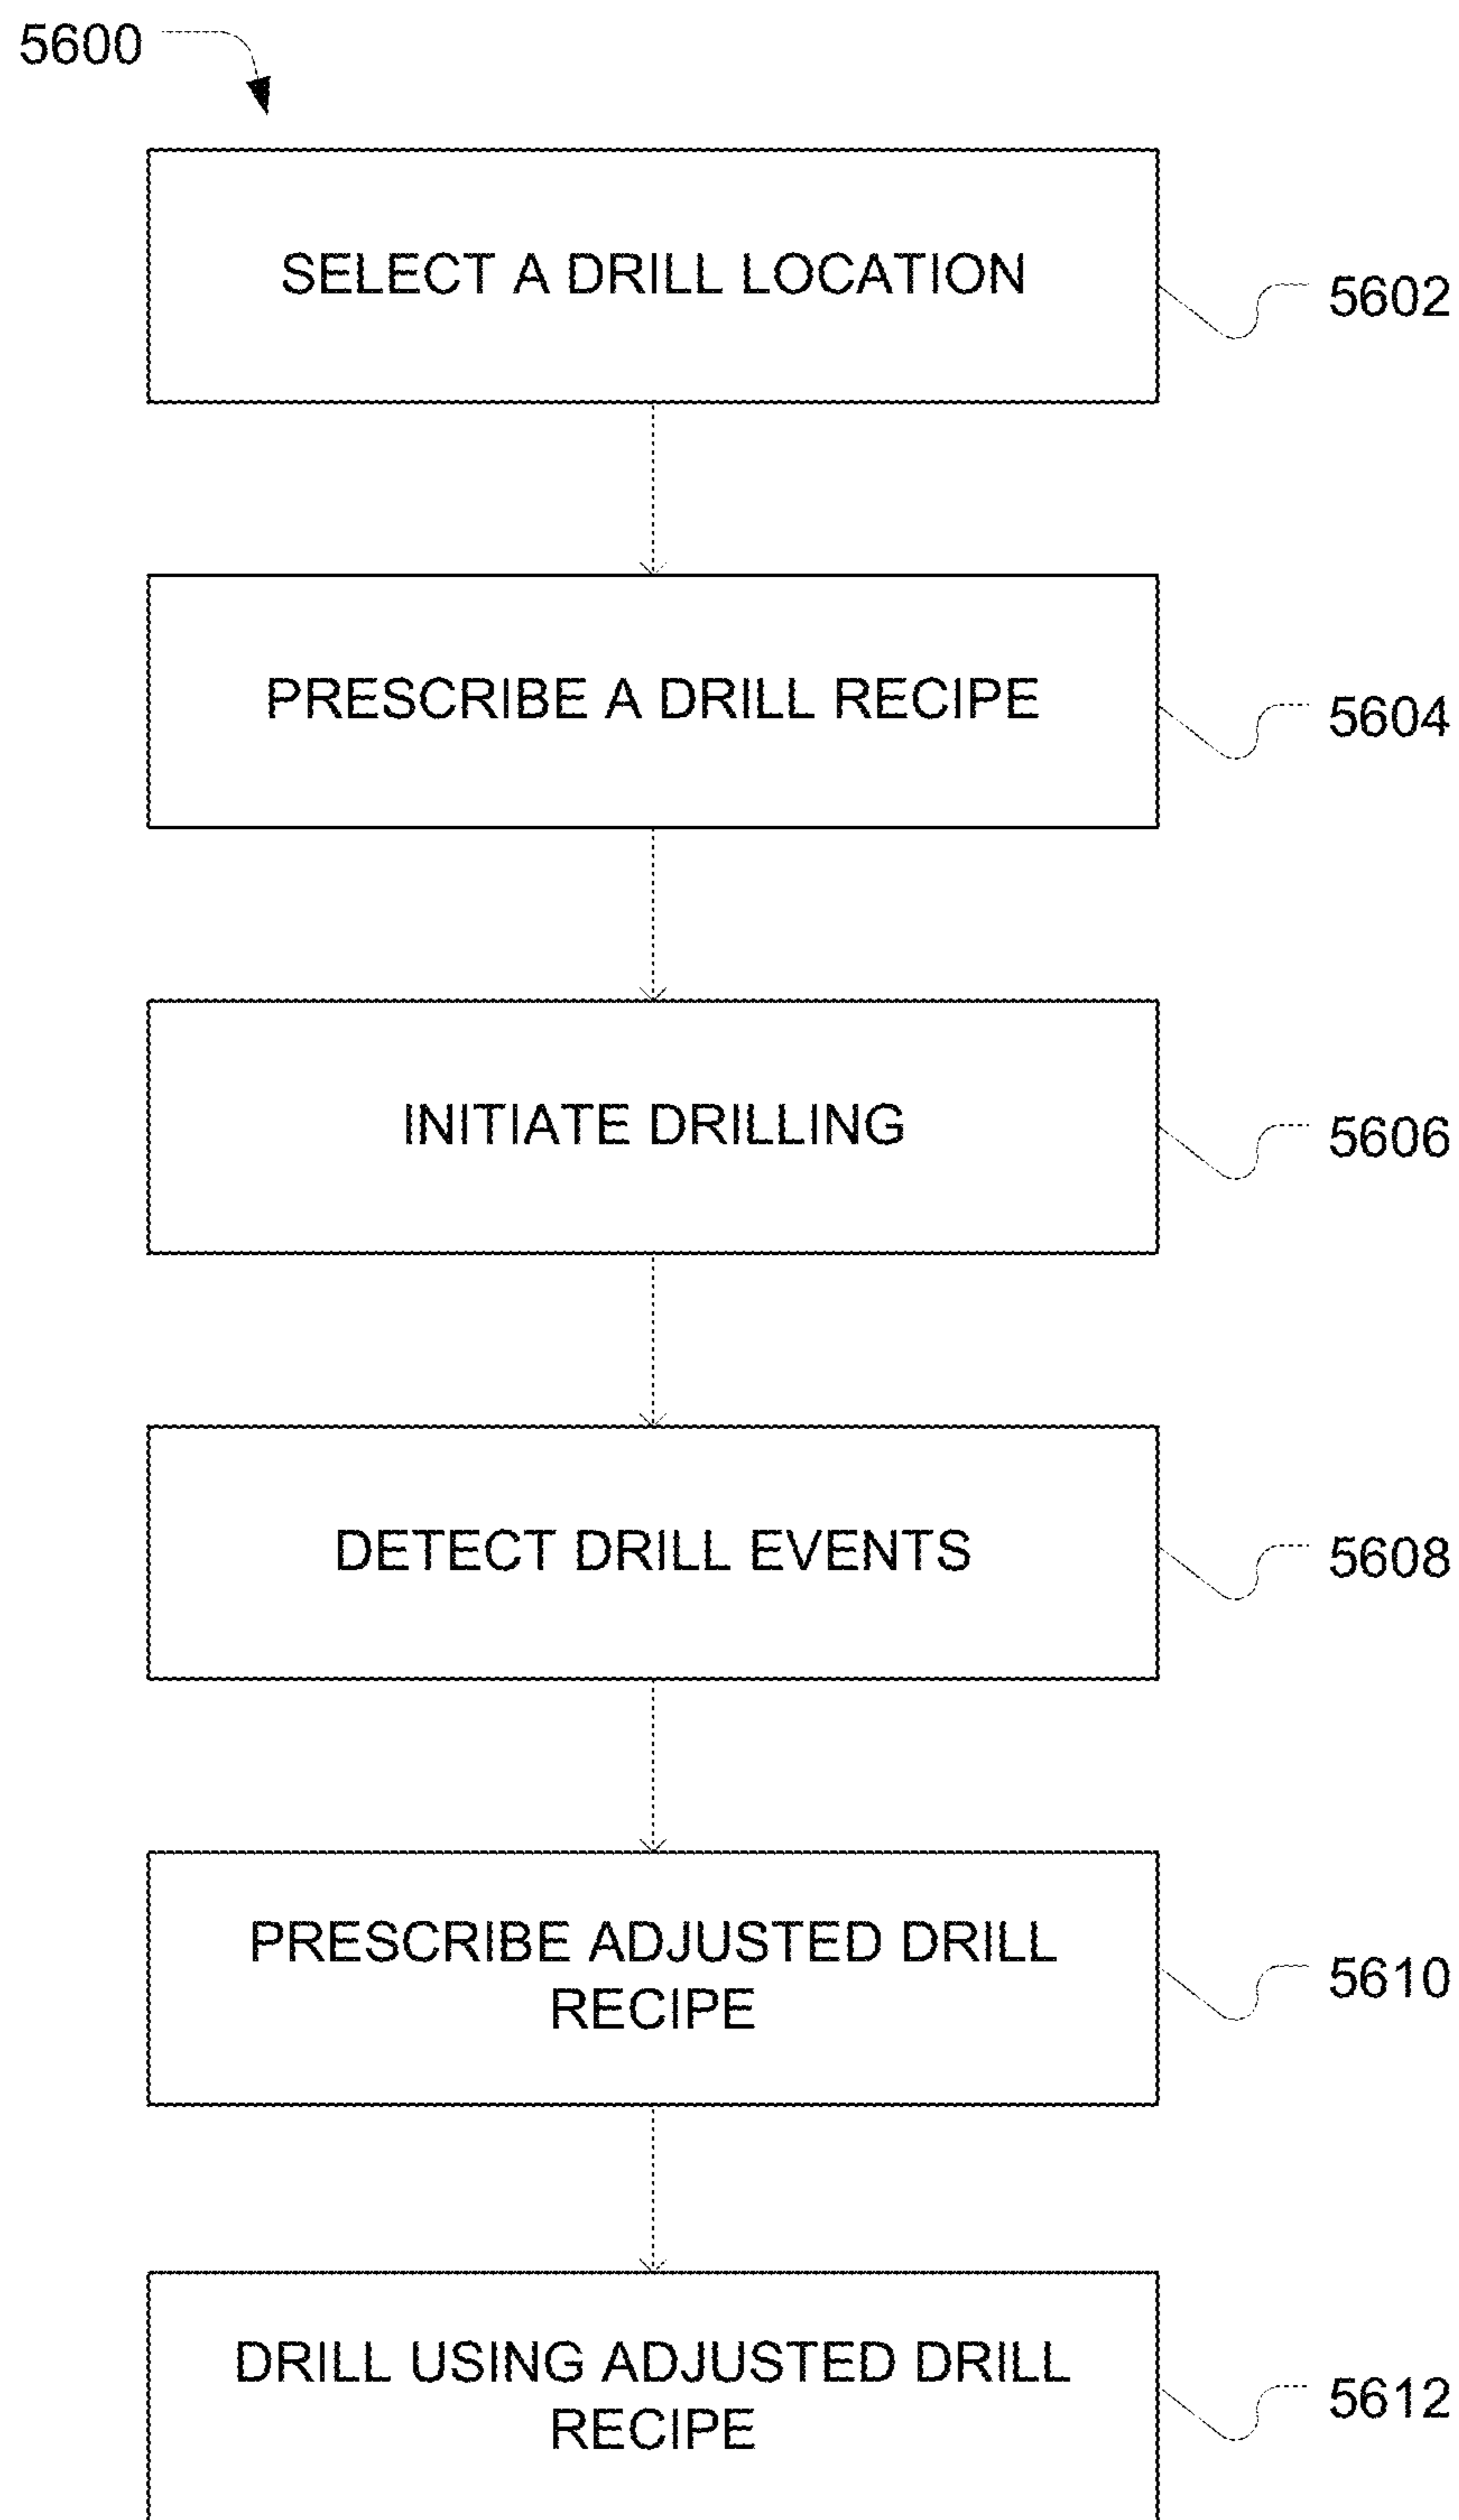 5600
SELECT A DRILL LOCATION
5602
PRESCRIBE A DRILL RECIPE
5604
INITIATE DRILLING
5606
DETECT DRILL EVENTS
5608
PRESCRIBE ADJUSTED DRILL
RECIPE
5610
DRILL USING ADJUSTED DRILL
RECIPE
5612